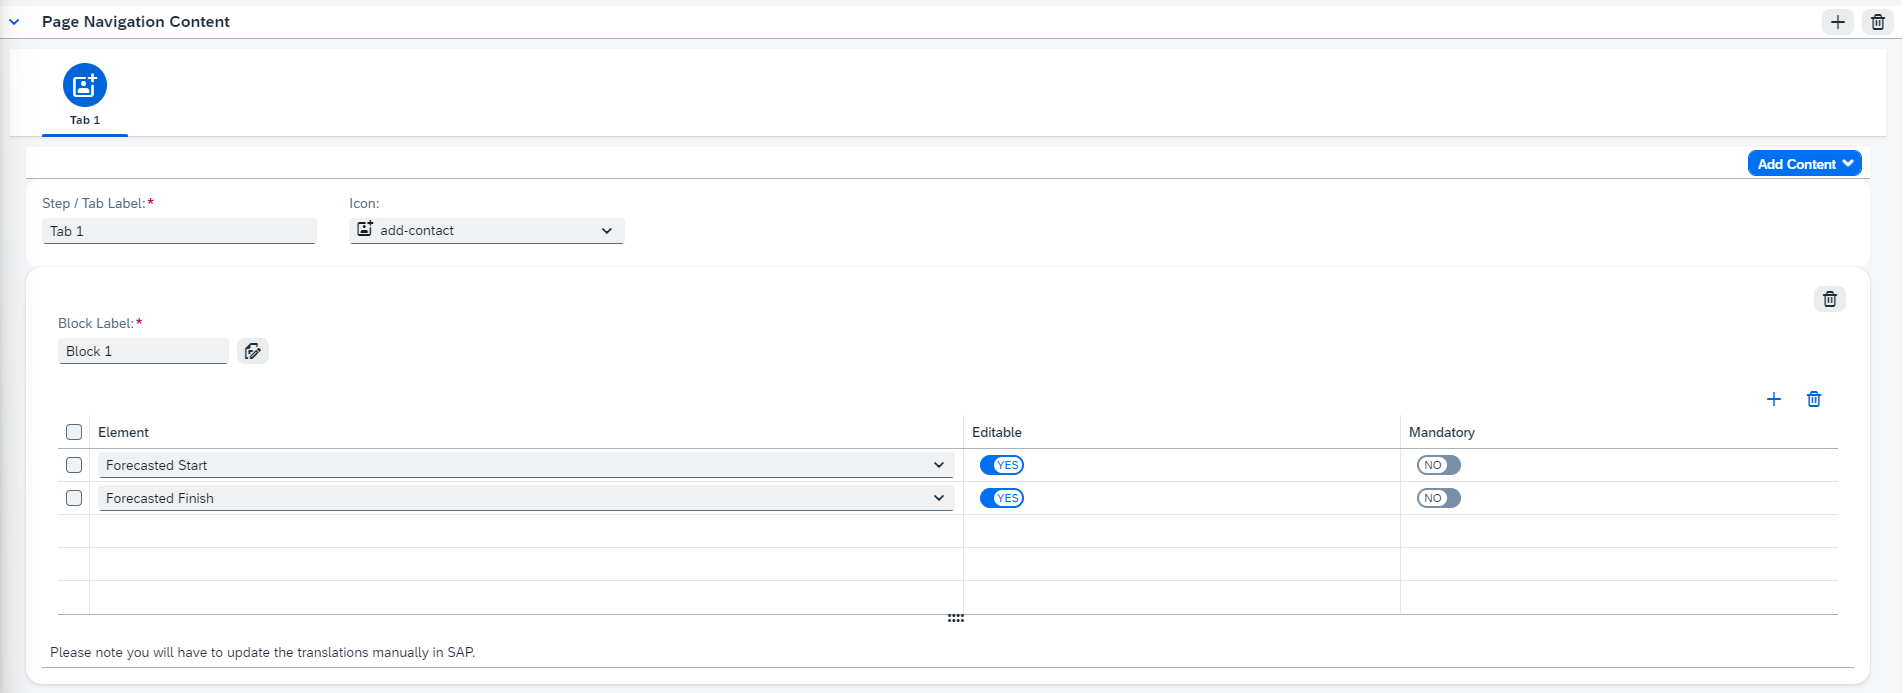 Page Navigation Content
Tab 1
Add Content
Step / Tab Label:*
Icon:
Tab 1
add-contact
Block Label:*
Block 1
Element
Editable
Mandatory
Forecasted Start
YES
NO
Forecasted Finish
YES
NO
Please note you will have to update the translations manually in SAP.